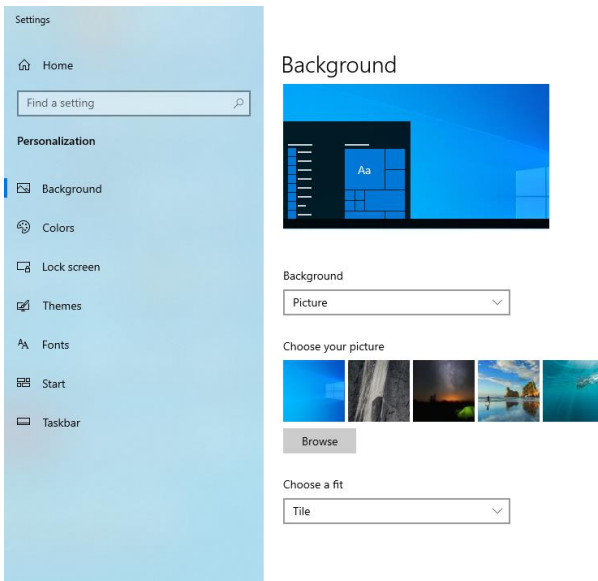 Settings
Home
Find a setting
Personalization
Background
Colors
Lock screen
Themes
Fonts
Start
Taskbar
Background
Aa
Background
Picture
Choose your picture
Browse
Choose a fit
Tile